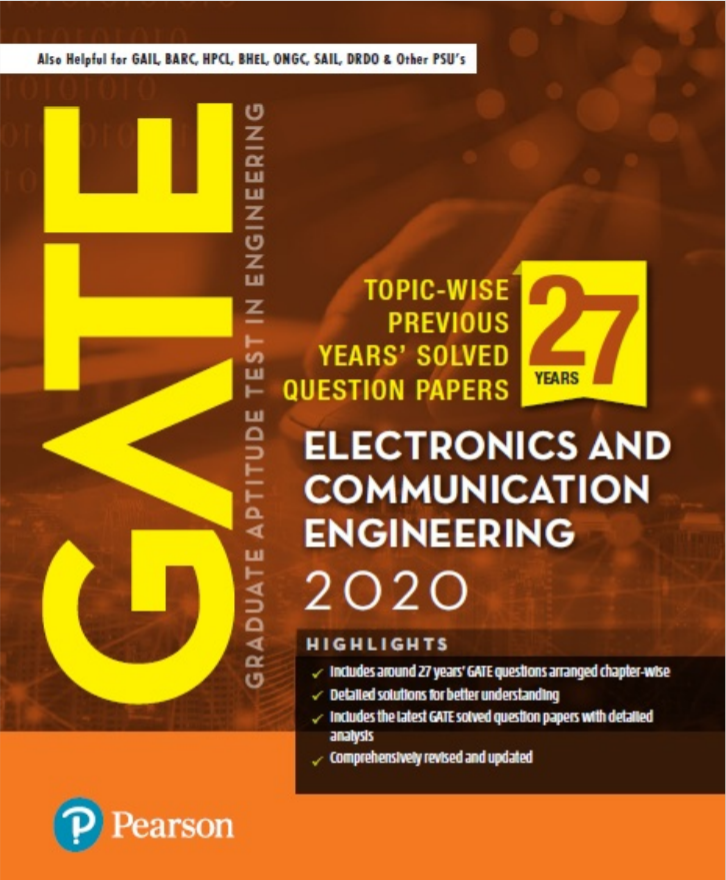 Also Helpful for GAIL, BARC, HPCL, BHEL, ONGC, SAIL, DRDO & Other PSU's
GATE
GRADUATE APTITUDE TEST IN ENGINEERING
TOPIC-WISE
PREVIOUS
YEARS' SOLVED
QUESTION PAPERS
27
YEARS
ELECTRONICS AND
COMMUNICATION
ENGINEERING
2020
HIGHLIGHTS
✓ Includes around 27 years' GATE questions arranged chapter-wise
✓ Detailed solutions for better understanding
✓ Includes the latest GATE solved question papers with detailed
analysis
✓ Comprehensively revised and updated
Pearson